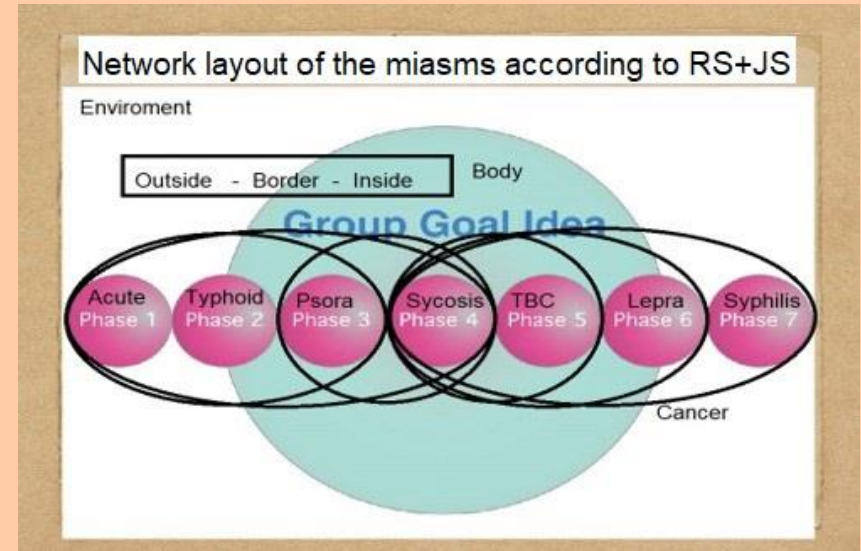 Network layout of the miasms according to RS+JS
Enviroment
Outside - Border - Inside
Body
Group Goal Idea
Acute
Phase 1
Typhoid
Phase 2
Psora
Phase 3
Sycosis
Phase 4
TBC
Phase 5
Lepra
Phase 6
Syphilis
Phase 7
Cancer